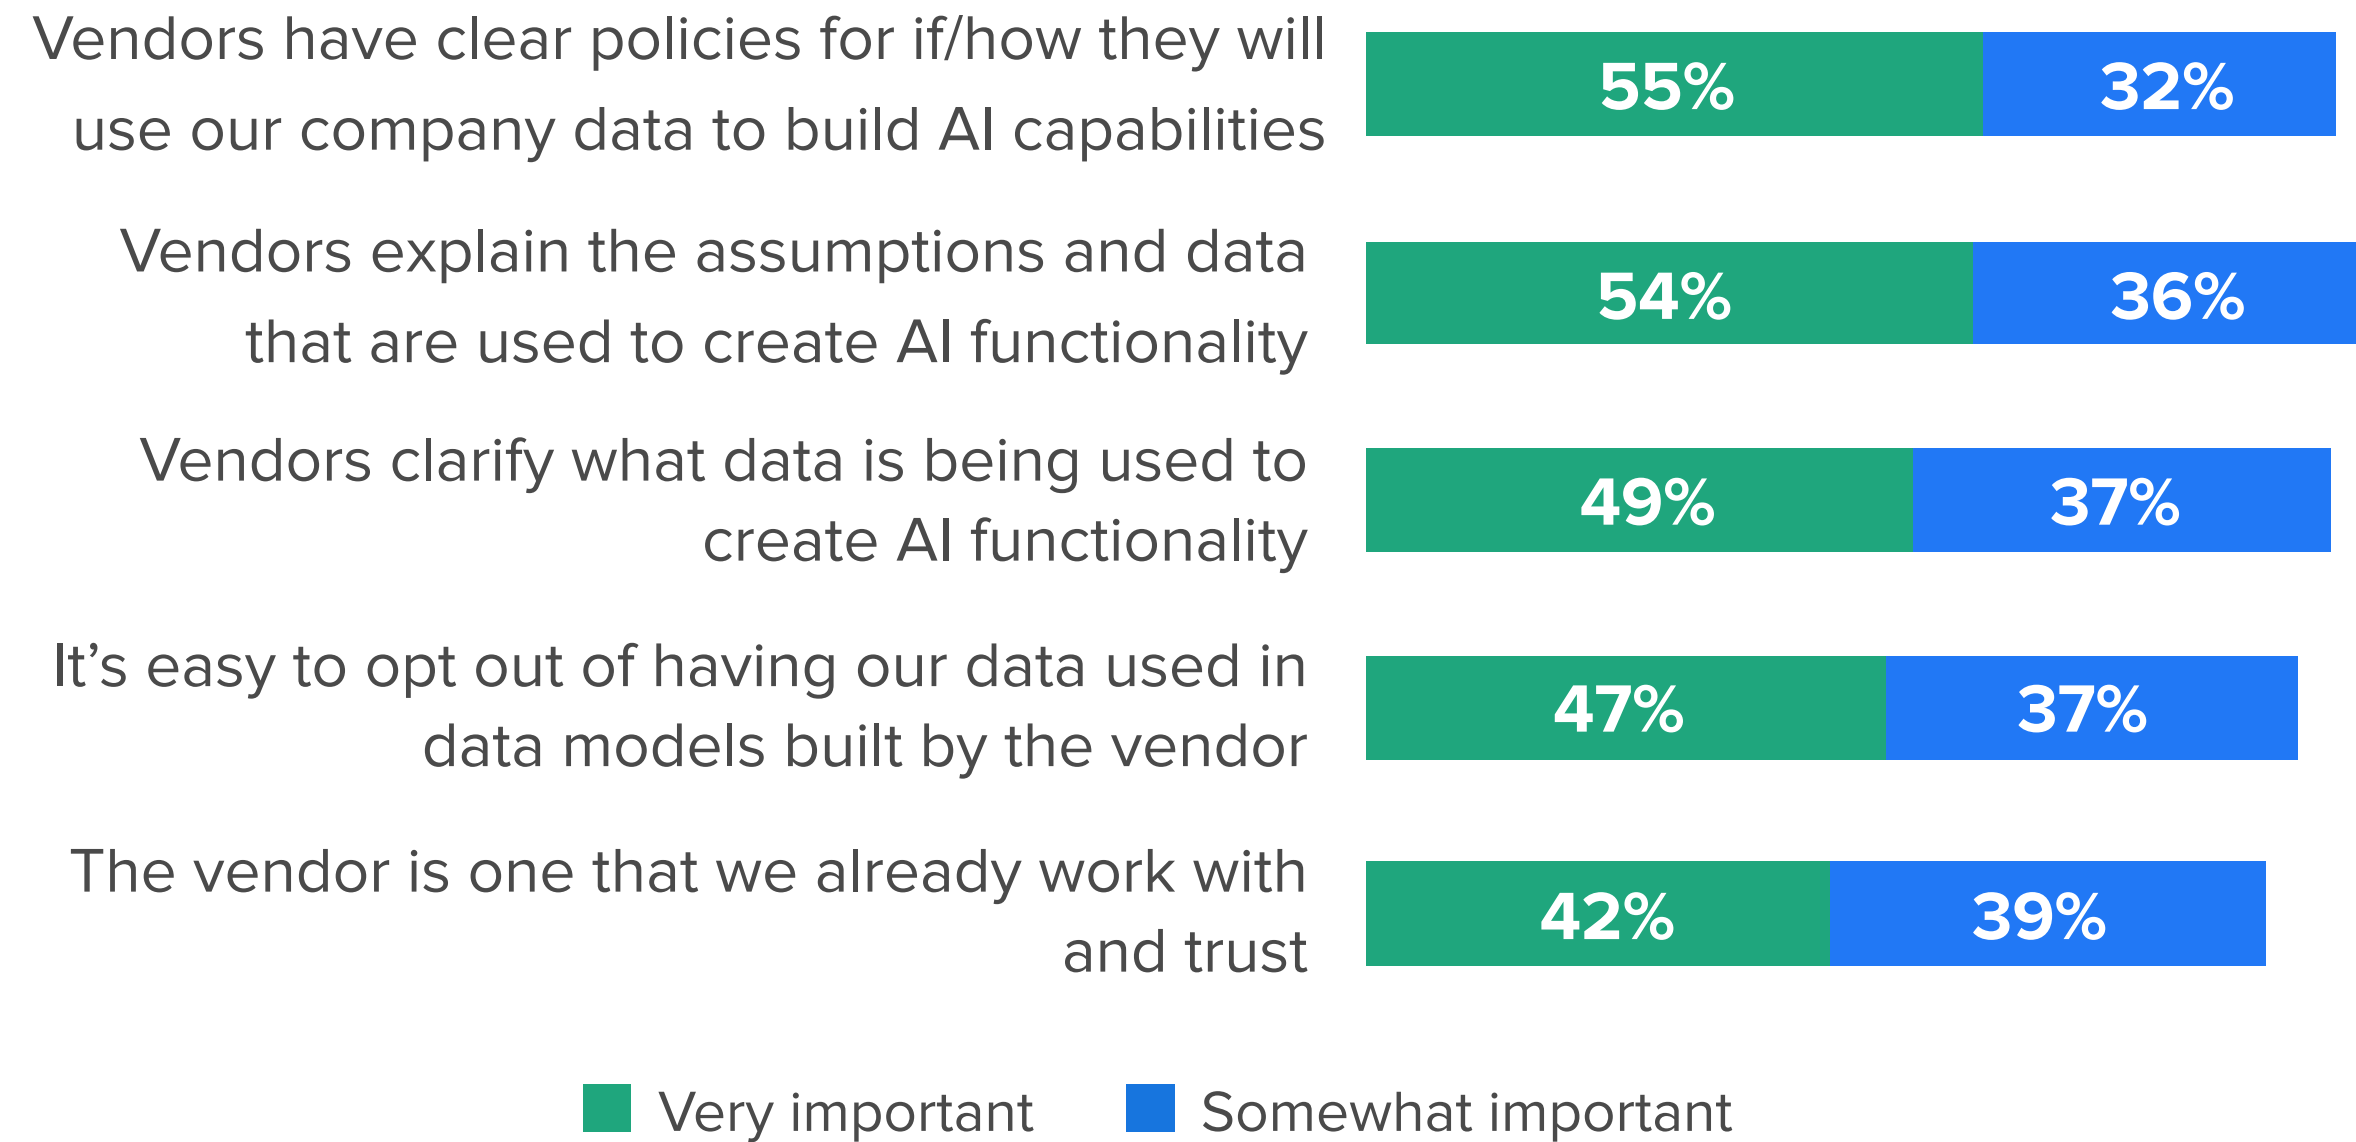 Vendors have clear policies for if/how they will
use our company data to build AI capabilities
55% 32%
Vendors explain the assumptions and data
that are used to create AI functionality
54% 36%
Vendors clarify what data is being used to
create AI functionality
49% 37%
It’s easy to opt out of having our data used in
data models built by the vendor
47% 37%
The vendor is one that we already work with
and trust
42% 39%
Very important Somewhat important